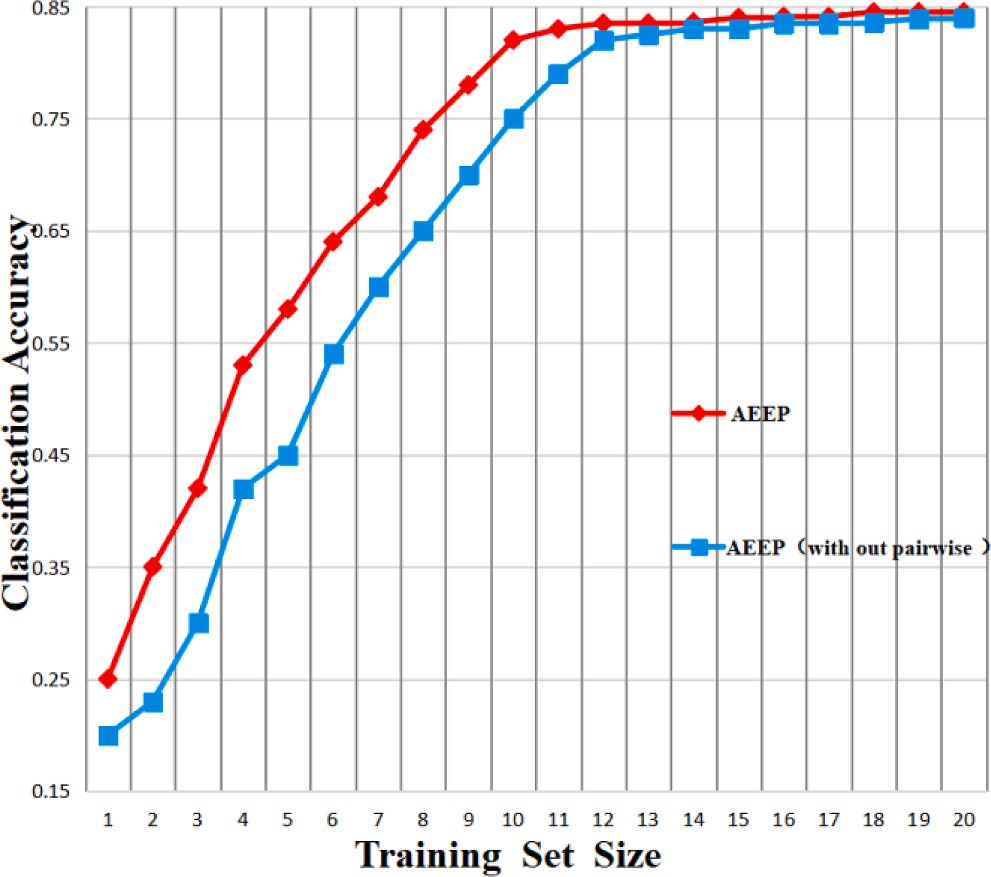 0.85
0.75
0.65
0.55
0.45
0.35
0.25
0.15
Classification Accuracy
AEEP
AEEP（with out pairwise ）
1 2 3 4 5 6 7 8 9 10 11 12 13 14 15 16 17 18 19 20
Training Set Size